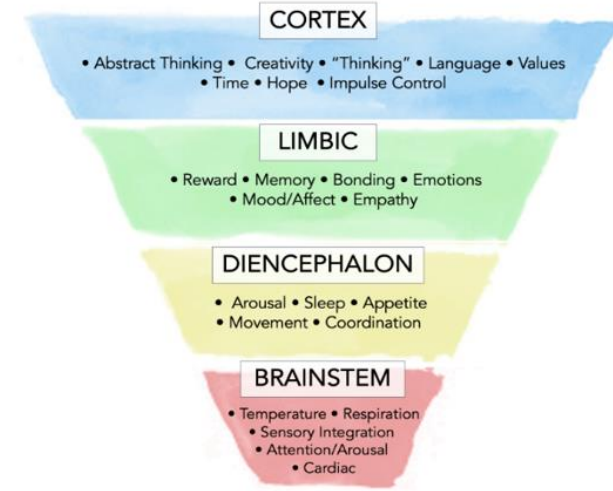 CORTEX
• Abstract Thinking • Creativity • “Thinking” • Language • Values
• Time • Hope • Impulse Control
LIMBIC
• Reward • Memory • Bonding • Emotions
• Mood/Affect • Empathy
DIENCEPHALON
• Arousal • Sleep • Appetite
• Movement • Coordination
BRAINSTEM
• Temperature • Respiration
• Sensory Integration
• Attention/Arousal
• Cardiac